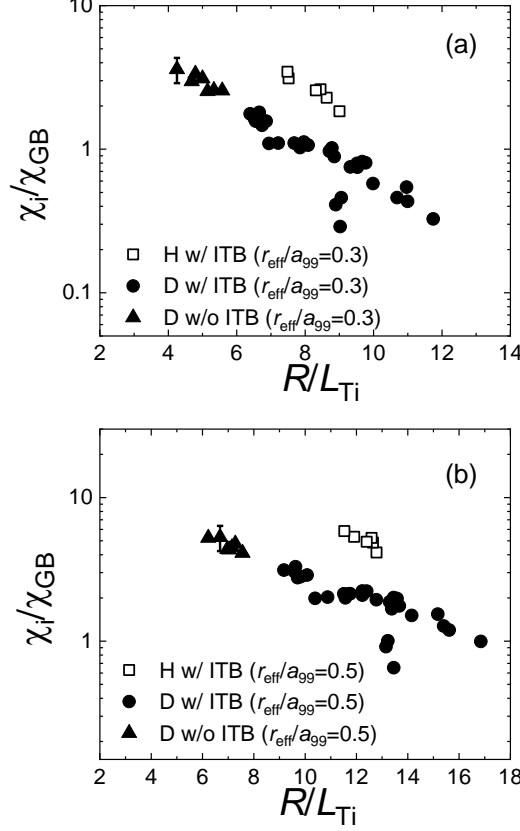 10
(a)
χi/χGB
1
□ H w/ ITB (reff/a99=0.3)
● D w/ ITB (reff/a99=0.3)
▲ D w/o ITB (reff/a99=0.3)
0.1
2 4 6 8 10 12 14
R/LTi
(b)
10
χi/χGB
1
□ H w/ ITB (reff/a99=0.5)
● D w/ ITB (reff/a99=0.5)
▲ D w/o ITB (reff/a99=0.5)
2 4 6 8 10 12 14 16 18
R/LTi